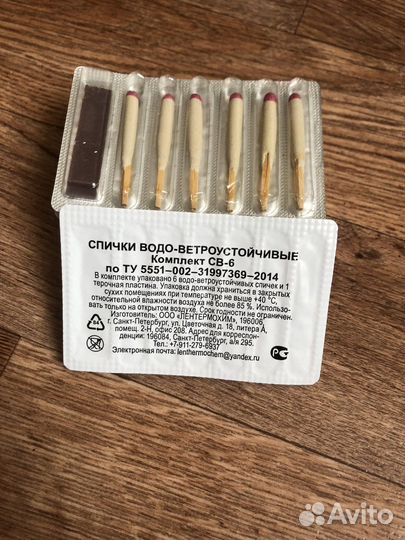 СПИЧКИ ВОДО-ВЕТРОУСТОЙЧИВЫЕ
Комплект СВ-6
по ТУ 5551–002–31997369–2014
В комплекте упаковано 6 водо-ветроустойчивых спичек и 1
терочная пластина. Упаковка должна храниться в закрытых
сухих помещениях при температуре не выше +40 °С,
относительной влажности воздуха не более 85 %. Использо-
вать только на открытом воздухе. Срок годности не ограничен.
Изготовитель: ООО «ЛЕНТЕРМОХИМ», 196006,
г. Санкт-Петербург, ул. Цветочная д. 18, литера А
помещ. 2-Н, офис 208. Адрес для корреспон-
денции: 196084, Санкт-Петербург, а/я 295.
Тел.: +7-911-279-6937
Электронная почта: lenthermochem@yandex.ru
Avito